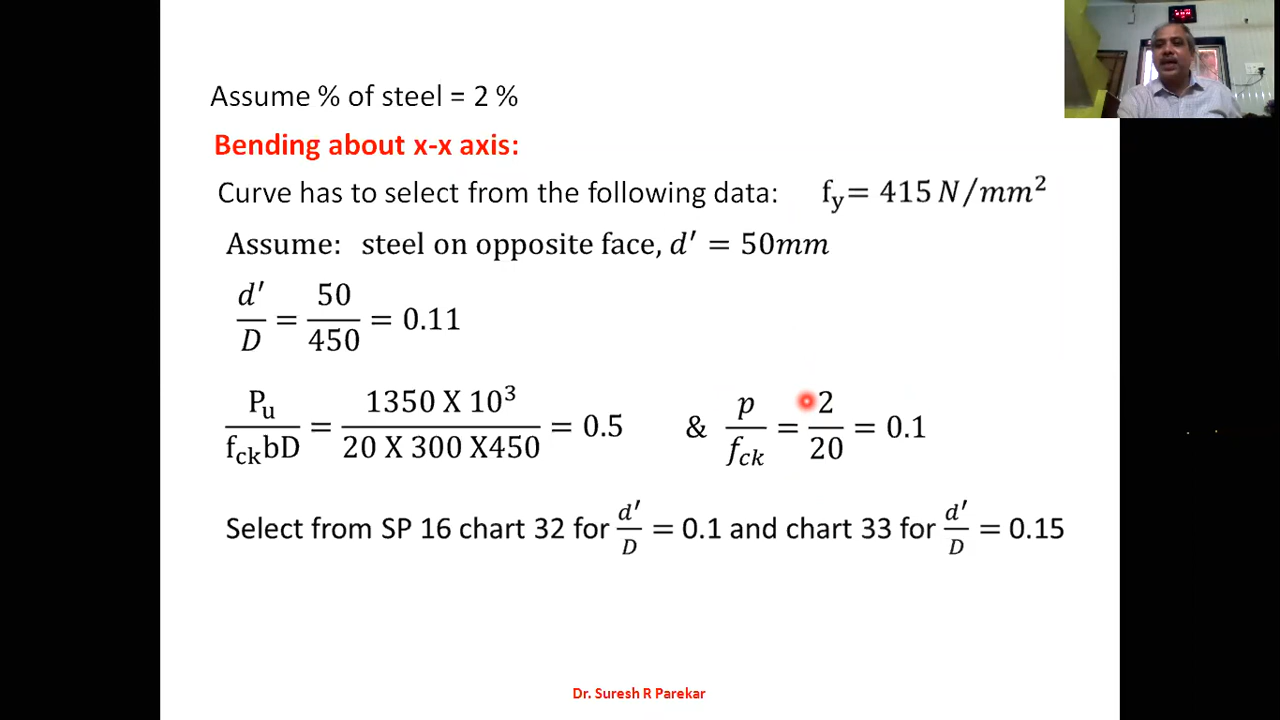 Assume % of steel = 2 %
Bending about x-x axis:
Curve has to select from the following data: f_y = 415 N/mm²
Assume: steel on opposite face, d′ = 50mm
d′/D = 50/450 = 0.11
P_u/f_ck bD = 1350 X 10³/20 X 300 X450 = 0.5 & p/f_ck = 2/20 = 0.1
Select from SP 16 chart 32 for d′/D = 0.1 and chart 33 for d′/D = 0.15
Dr. Suresh R Parekar